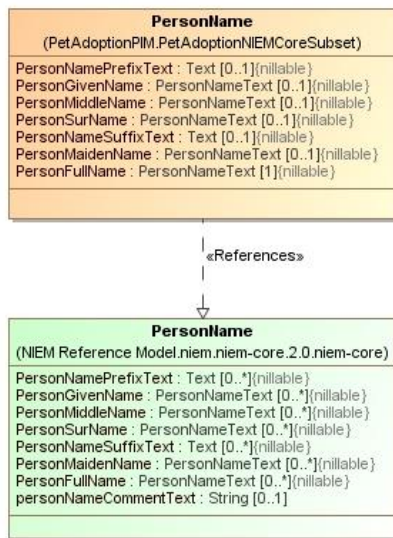 PersonName
(PetAdoptionPIM.PetAdoptionNIEMCoreSubset)
PersonNamePrefixText : Text [0..1]{nillable}
PersonGivenName : PersonNameText [0..1]{nillable}
PersonMiddleName : PersonNameText [0..1]{nillable}
PersonSurName : PersonNameText [0..1]{nillable}
PersonNameSuffixText : Text [0..1]{nillable}
PersonMaidenName : PersonNameText [0..1]{nillable}
PersonFullName : PersonNameText [1]{nillable}
«References»
PersonName
(NIEM Reference Model.niem.niem-core.2.0.niem-core)
PersonNamePrefixText : Text [0..*]{nillable}
PersonGivenName : PersonNameText [0..*]{nillable}
PersonMiddleName : PersonNameText [0..*]{nillable}
PersonSurName : PersonNameText [0..*]{nillable}
PersonNameSuffixText : Text [0..*]{nillable}
PersonMaidenName : PersonNameText [0..*]{nillable}
PersonFullName : PersonNameText [0..*]{nillable}
personNameCommentText : String [0..1]